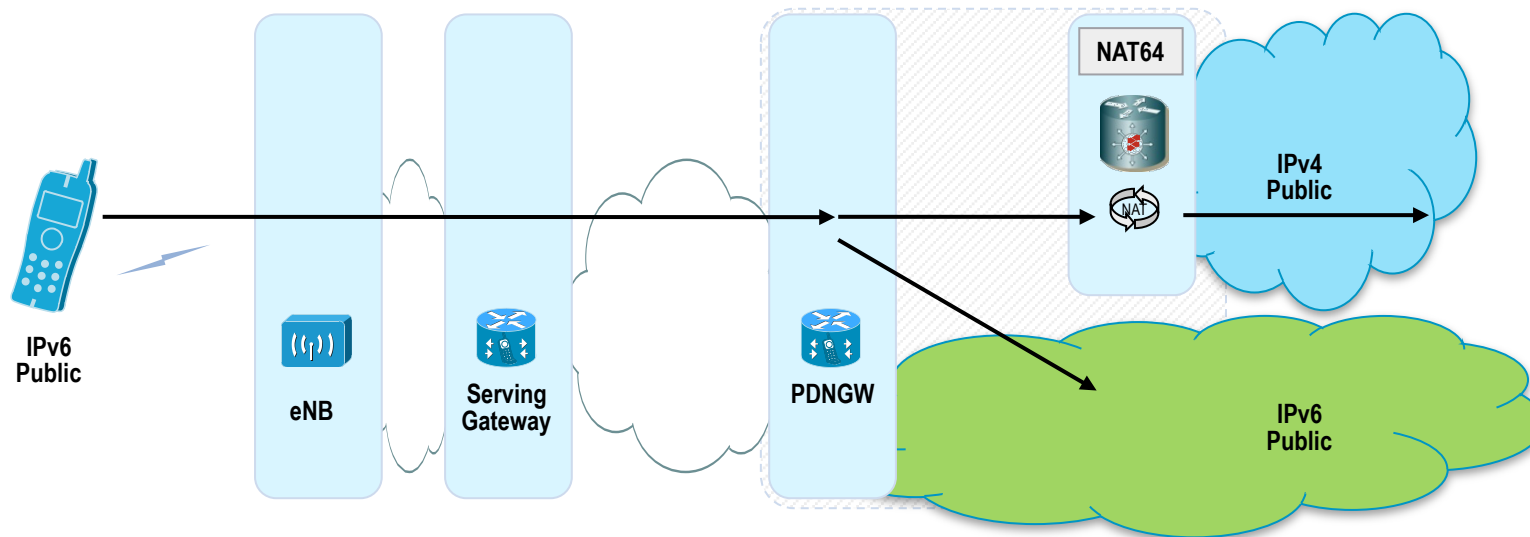 NAT64
NAT
IPv4
Public
IPv6
Public
eNB
Serving
Gateway
PDNGW
IPv6
Public